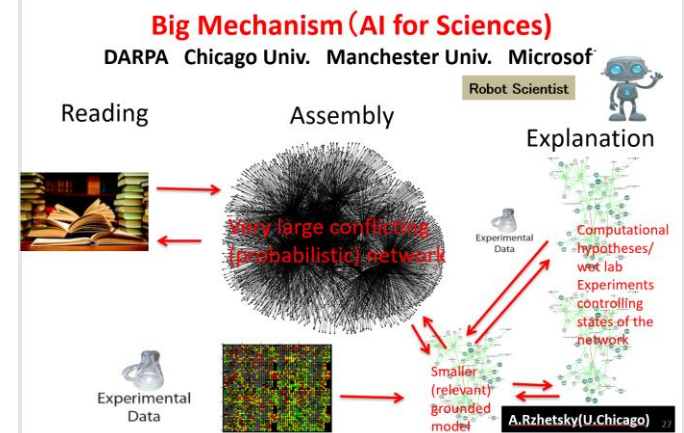 Big Mechanism（AI for Sciences)
DARPA Chicago Univ. Manchester Univ. Microsof
Robot Scientist
Reading
Assembly
Explanation
Very large conflicting
(probabilistic) network
Experimental
Data
Computational
hypotheses/
wet lab
Experiments
controlling
states of the
network
Experimental
Data
Smaller
(relevant)
grounded
model
A.Rzhetsky(U.Chicago)
27